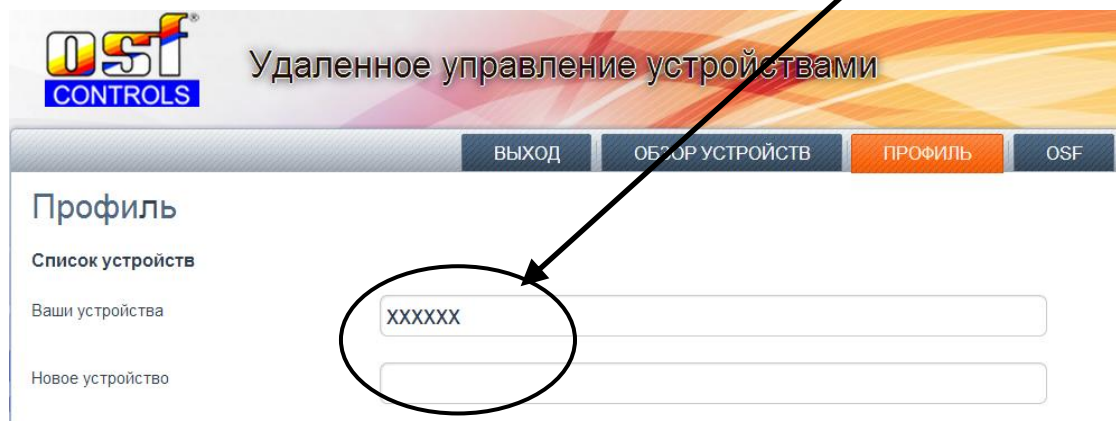 osf®
CONTROLS
Удаленное управление устройствами
ВЫХОД ОБЗОР УСТРОЙСТВ ПРОФИЛЬ OSF
Профиль
Список устройств
Ваши устройства XXXXXX
Новое устройство